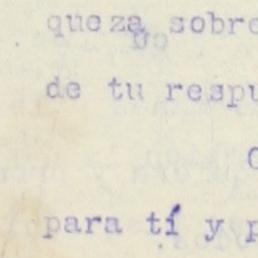 queza sobre
de tu respu
C
para tí y p